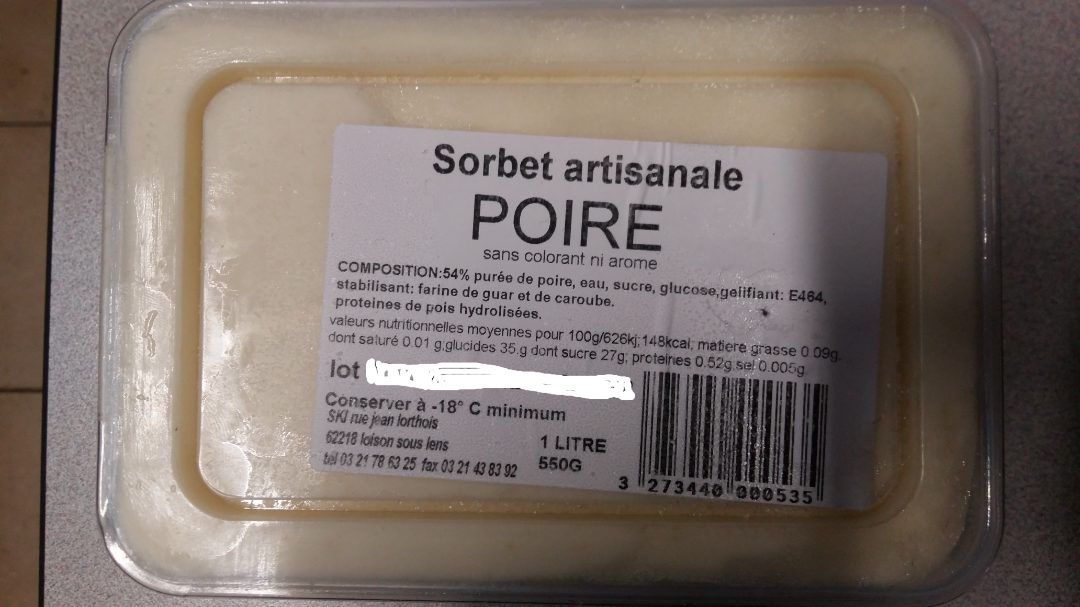 Sorbet artisanale
POIRE
sans colorant ni arome
COMPOSITION:54% purée de poire, eau, sucre, glucose,gelifiant: E464,
stabilisant: farine de guar et de caroube.
proteines de pois hydrolisées.
valeurs nutritionnelles moyennes pour 100g/626kj;148kcal; matiere grasse 0.09g.
dont saturé 0.01 g;glucides 35.g dont sucre 27g; proteines 0.52g.sel 0.005g
lot
Conserver à -18° C minimum
SKI rue jean lorthois
62218 loison sous lens
tel 03 21 78 63 25 fax 03 21 43 83 92
1 LITRE
550G
3 273440 000535